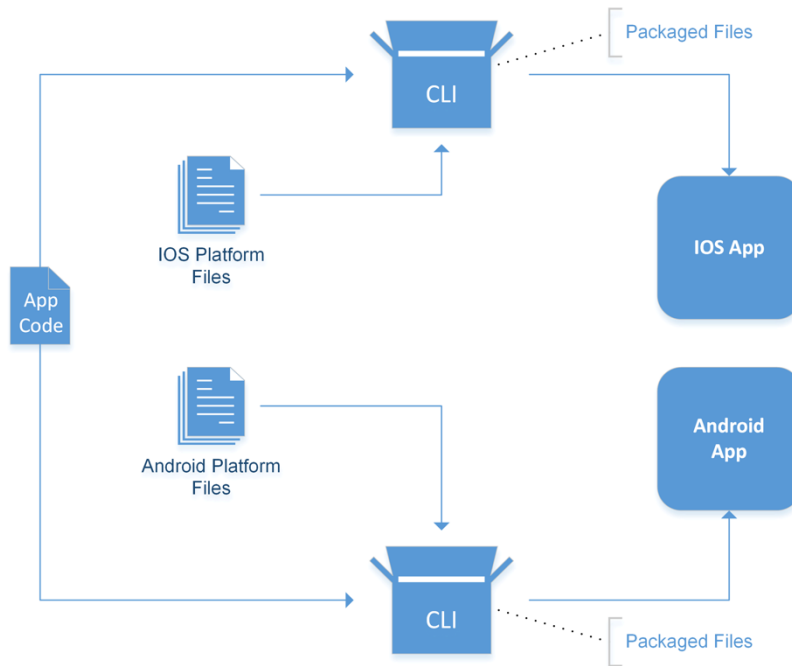 Packaged Files
CLI
IOS Platform
Files
IOS App
App
Code
Android Platform
Files
Android
App
CLI
Packaged Files